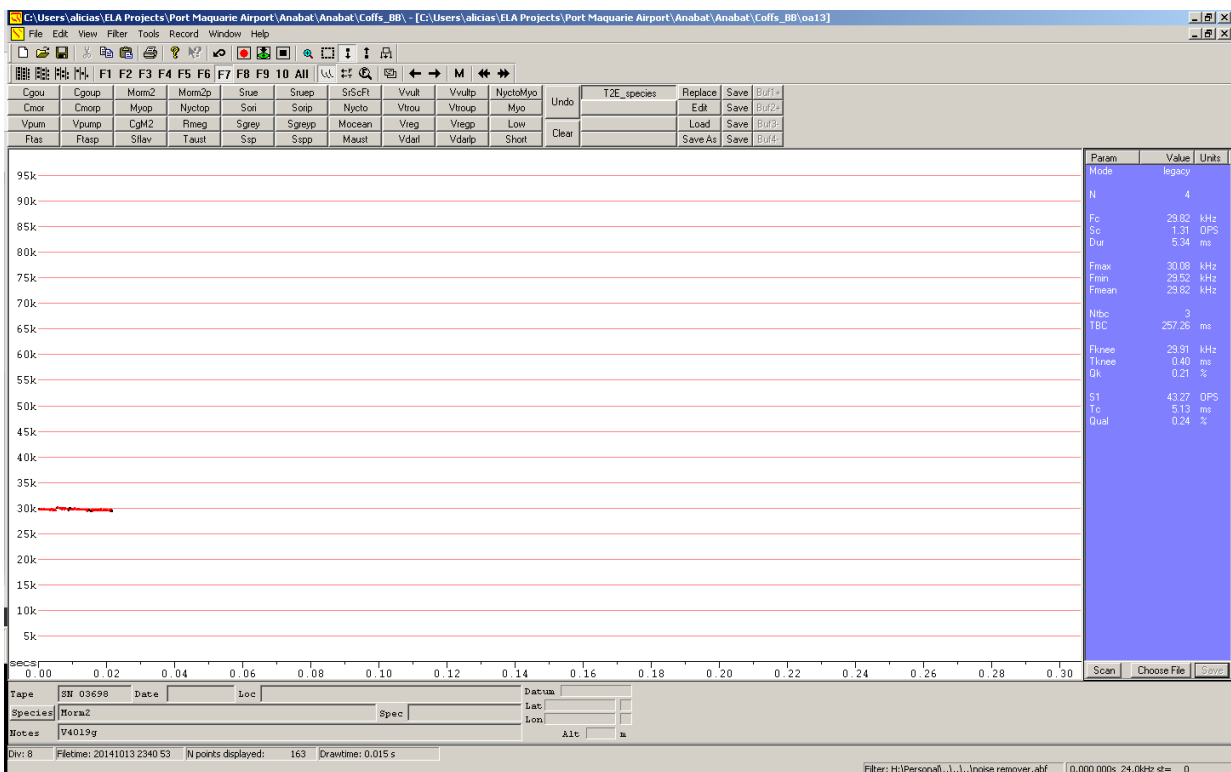 C:\Users\alicias\ELA Projects\Port Maquarie Airport\Anabat\Anabat\Coffs_BB\ - [C:\Users\alicias\ELA Projects\Port Maquarie Airport\Anabat\Anabat\Coffs_BB\oa13]
File Edit View Filter Tools Record Window Help
F1 F2 F3 F4 F5 F6 F7 F8 F9 10 All M
Cgou Cgoup Morm2 Morm2p Srue Sruep SrScFt Vvult Vvultp NyctoMyo Undo T2E_species Replace Save Buf1+
Cmor Cmorp Myop Nyctop Sori Sorip Nycto Vtrou Vtroup Myo Edit Save Buf2+
Vpum Vpump CgM2 Rmeg Sgrey Sgreyp Mocean Vreg Vregp Low Clear Load Save Buf3-
Ftas Ftasp Sflav Taust Ssp Sspp Maust Vdarl Vdarlp Short Save As Save Buf4-
Param Value Units
Mode legacy
N 4
Fc 29.82 kHz
Sc 1.31 OPS
Dur 5.34 ms
Fmax 30.08 kHz
Fmin 29.52 kHz
Fmean 29.82 kHz
Ntbc 3
TBC 257.26 ms
Fknee 29.91 kHz
Tknee 0.40 ms
Qk 0.21 %
S1 43.27 OPS
Tc 5.13 ms
Qual 0.24 %
95k
90k
85k
80k
75k
70k
65k
60k
55k
50k
45k
40k
35k
30k
25k
20k
15k
10k
5k
secs
0.00 0.02 0.04 0.06 0.08 0.10 0.12 0.14 0.16 0.18 0.20 0.22 0.24 0.26 0.28 0.30
Scan Choose File Save
Tape SN 03698 Date Loc Datum
Species Morm2 Spec Lat
Lon
Notes V4019g Alt m
Div: 8 Filetime: 20141013 2340 53 N points displayed: 163 Drawtime: 0.015 s
Filter: H:\Personal\..\..\..\noise remover.abf 0.000 000s, 24.0kHz st= 0